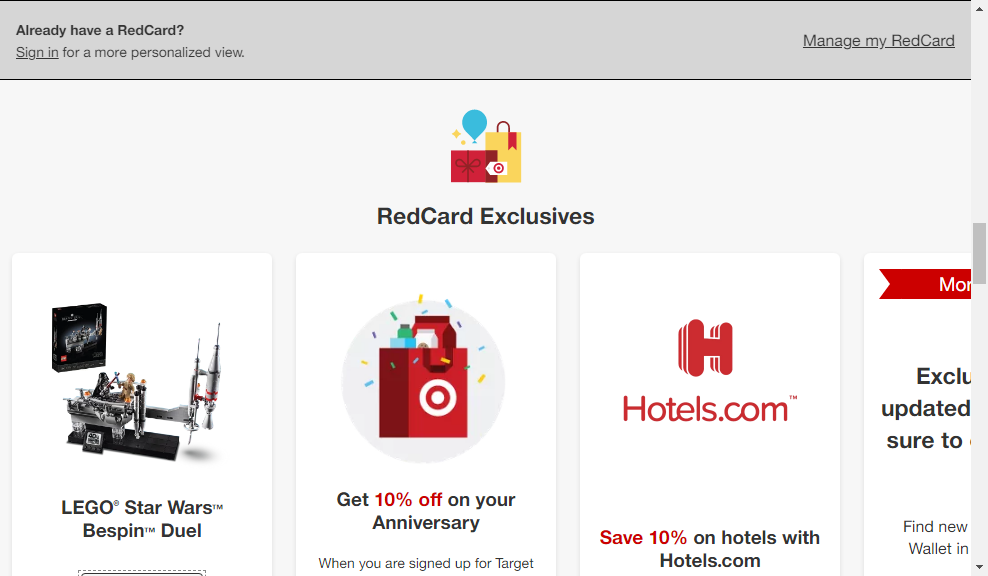 Already have a RedCard?
Sign in for a more personalized view.
Manage my RedCard
RedCard Exclusives
LEGO® Star Wars™
Bespin™ Duel
Get 10% off on your
Anniversary
When you are signed up for Target
Hotels.com™
Save 10% on hotels with
Hotels.com
Mor
Exclu
updated
sure to
Find new
Wallet in